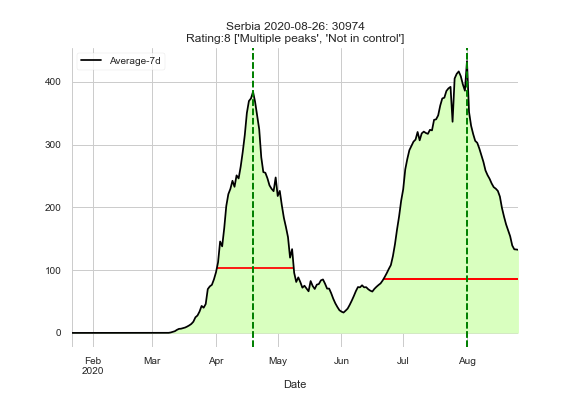 Serbia 2020-08-26: 30974
Rating:8 ['Multiple peaks', 'Not in control']
Average-7d
400
300
200
100
0
Feb Mar Apr May Jun Jul Aug
2020
Date